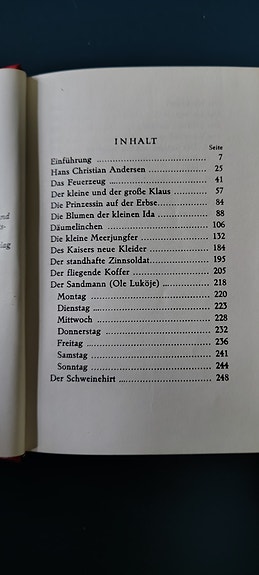 INHALT
Seite
Einführung 7
Hans Christian Andersen 25
Das Feuerzeug 41
Der kleine und der große Klaus 57
Die Prinzessin auf der Erbse 84
Die Blumen der kleinen Ida 88
Däumelinchen 106
Die kleine Meerjungfer 132
Des Kaisers neue Kleider 184
Der standhafte Zinnsoldat 195
Der fliegende Koffer 205
Der Sandmann (Ole Luköje) 218
Montag 220
Dienstag 223
Mittwoch 228
Donnerstag 232
Freitag 236
Samstag 241
Sonntag 244
Der Schweinehirt 248